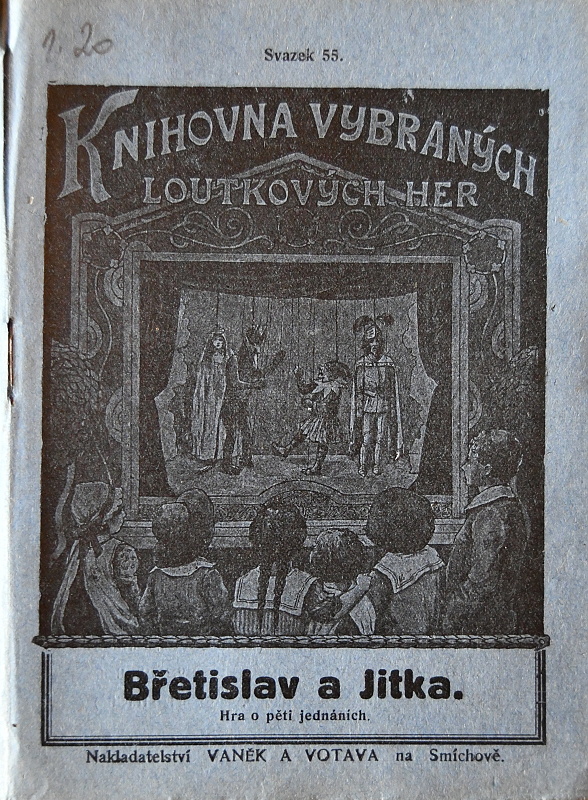 1.20
Svazek 55.
KNIHOVNA VYBRANÝCH
LOUTKOVÝCH HER
Břetislav a Jitka.
Hra o pěti jednáních.
Nakladatelství VANĚK A VOTAVA na Smíchově.